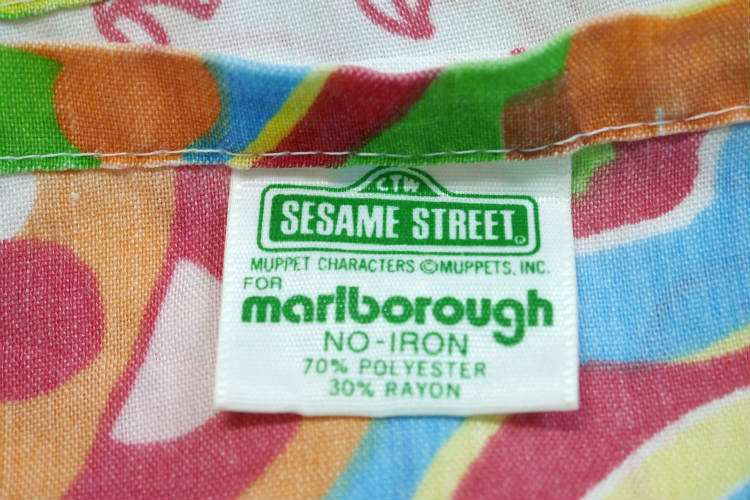 CTW
SESAME STREET®
MUPPET CHARACTERS ©MUPPETS, INC.
FOR
marlborough
NO-IRON
70% POLYESTER
30% RAYON